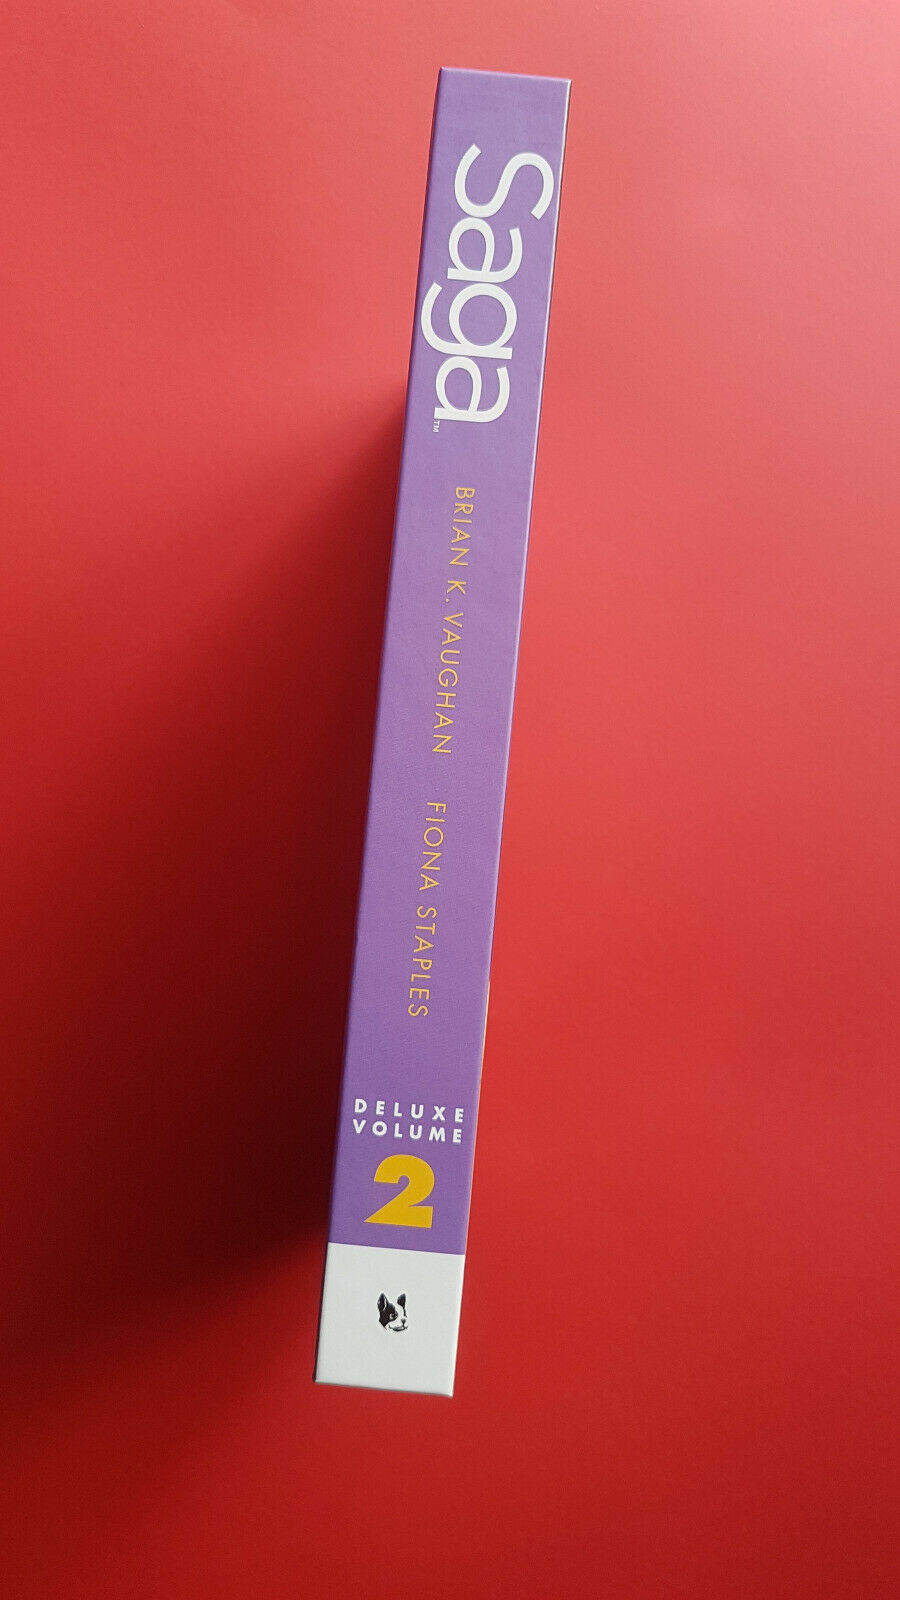 Saga™
BRIAN K. VAUGHAN FIONA STAPLES
DELUXE
VOLUME
2